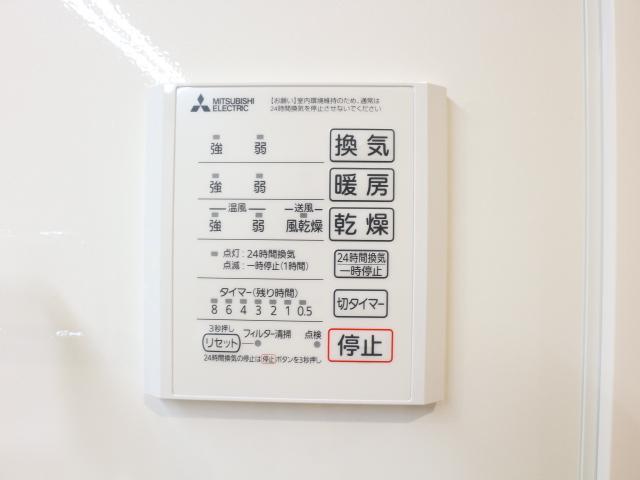 MITSUBISHI ELECTRIC
【お願い】室内環境維持のため、通常は
24時間換気を停止させないでください
強 弱 換気
強 弱 暖房
温風 送風
強 弱 風乾燥 乾燥
点灯：24時間換気
点滅：一時停止(1時間)
24時間換気
一時停止
タイマー(残り時間)
8 6 4 3 2 1 0.5
切タイマー
3秒押し
リセット フィルター清掃 点検
停止
24時間換気の停止は停止ボタンを3秒押し